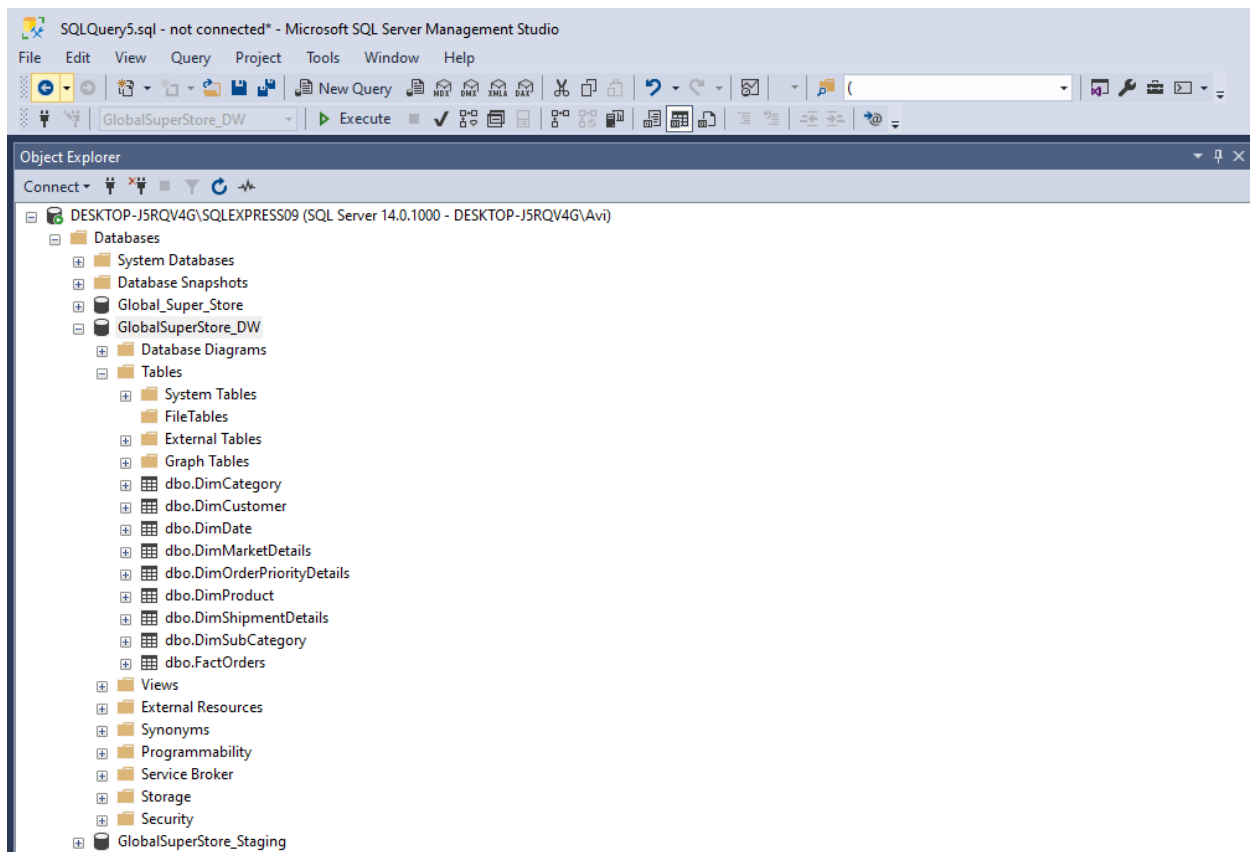 SQLQuery5.sql - not connected* - Microsoft SQL Server Management Studio
File Edit View Query Project Tools Window Help
New Query MDX DMX XMLA DAX (
GlobalSuperStore_DW Execute
Object Explorer
Connect
DESKTOP-J5RQV4G\SQLEXPRESS09 (SQL Server 14.0.1000 - DESKTOP-J5RQV4G\Avi)
Databases
System Databases
Database Snapshots
Global_Super_Store
GlobalSuperStore_DW
Database Diagrams
Tables
System Tables
FileTables
External Tables
Graph Tables
dbo.DimCategory
dbo.DimCustomer
dbo.DimDate
dbo.DimMarketDetails
dbo.DimOrderPriorityDetails
dbo.DimProduct
dbo.DimShipmentDetails
dbo.DimSubCategory
dbo.FactOrders
Views
External Resources
Synonyms
Programmability
Service Broker
Storage
Security
GlobalSuperStore_Staging